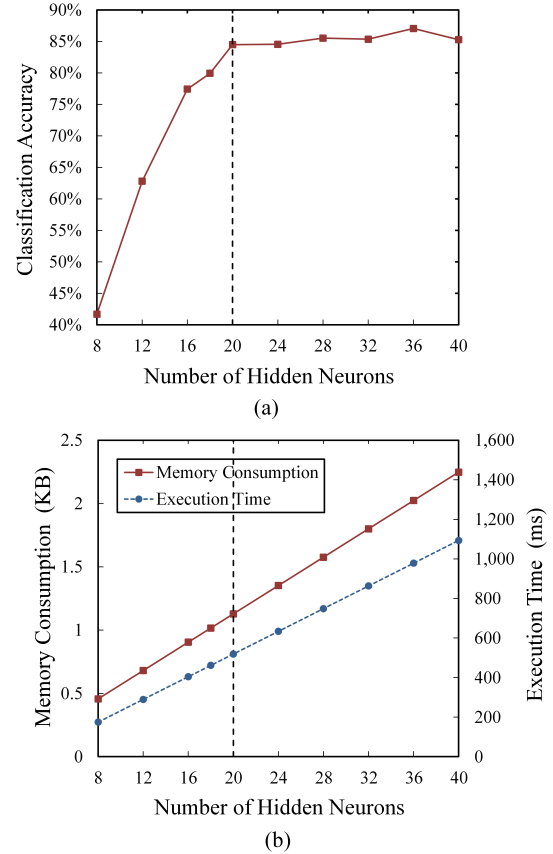 90%
85%
80%
75%
70%
65%
60%
55%
50%
45%
40%
Classification Accuracy
8 12 16 20 24 28 32 36 40
Number of Hidden Neurons
(a)
2.5
2
1.5
1
0.5
0
Memory Consumption (KB)
Memory Consumption
Execution Time
1,600
1,400
1,200
1,000
800
600
400
200
0
Execution Time (ms)
8 12 16 20 24 28 32 36 40
Number of Hidden Neurons
(b)